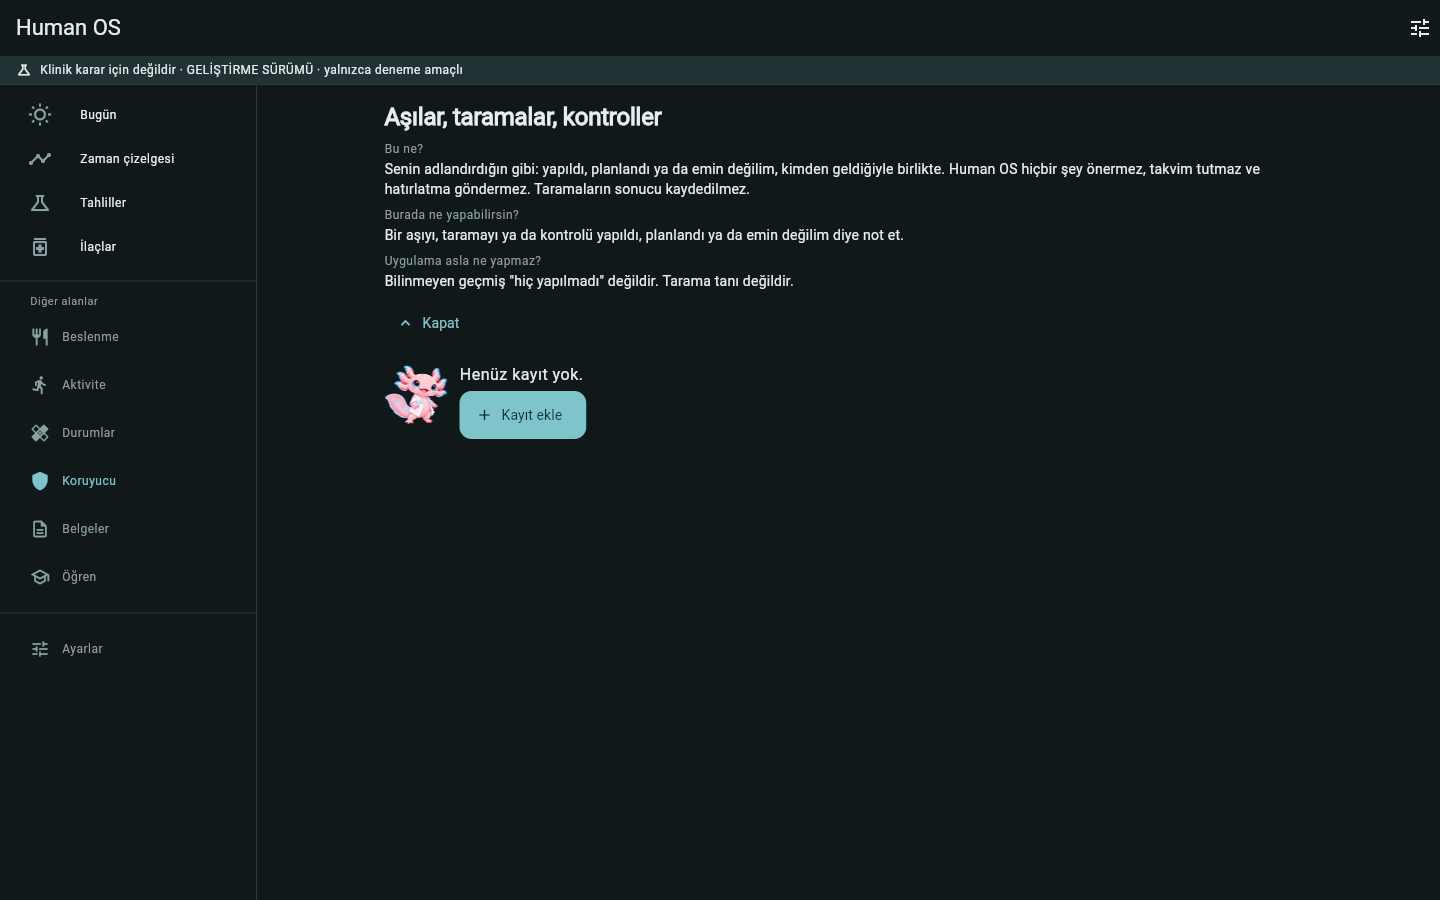 Human OS
Klinik karar için değildir · GELİŞTİRME SÜRÜMÜ · yalnızca deneme amaçlı
Bugün
Zaman çizelgesi
Tahliller
İlaçlar
Diğer alanlar
Beslenme
Aktivite
Durumlar
Koruyucu
Belgeler
Öğren
Ayarlar
Aşılar, taramalar, kontroller
Bu ne?
Senin adlandırdığın gibi: yapıldı, planlandı ya da emin değilim, kimden geldiğiyle birlikte. Human OS hiçbir şey önermez, takvim tutmaz ve
hatırlatma göndermez. Taramaların sonucu kaydedilmez.
Burada ne yapabilirsin?
Bir aşıyı, taramayı ya da kontrolü yapıldı, planlandı ya da emin değilim diye not et.
Uygulama asla ne yapmaz?
Bilinmeyen geçmiş "hiç yapılmadı" değildir. Tarama tanı değildir.
Kapat
Henüz kayıt yok.
Kayıt ekle